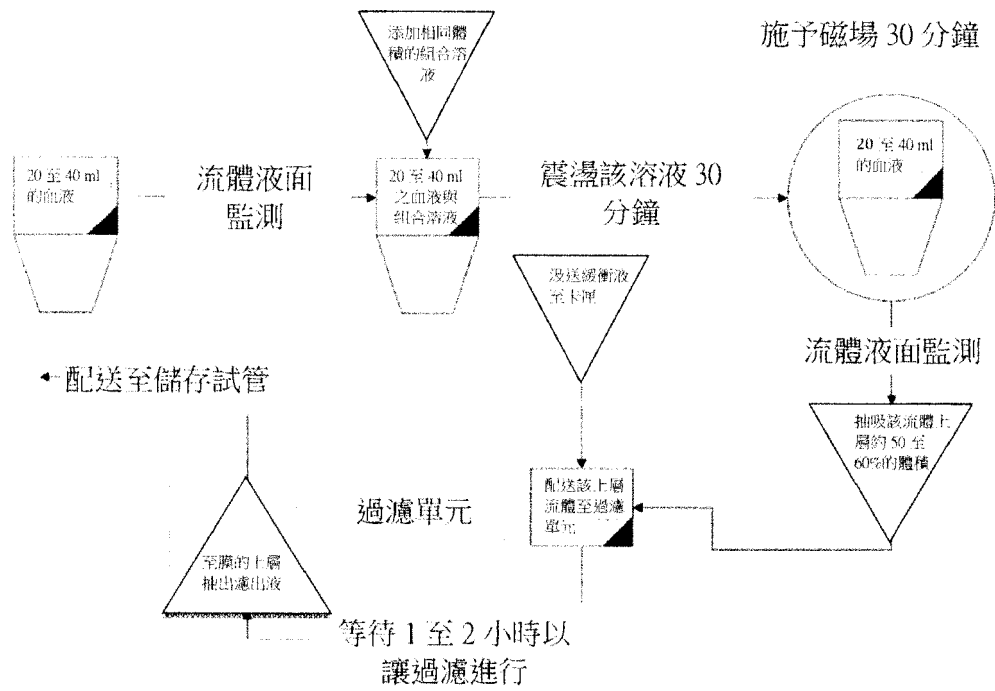 添加相同體
積的組合溶
液
施予磁場 30 分鐘
20 至 40 ml
的血液
流體液面
監測
20 至 40 ml
之血液與
組合溶液
震盪該溶液 30
分鐘
20 至 40 ml
的血液
汲送緩衝液
至卡匣
流體液面監測
抽吸該流體上
層的 50 至
60%的體積
配送該上層
流體至過濾
單元
過濾單元
配送至儲存試管
至膜的上層
抽出濾出液
等待 1 至 2 小時以
讓過濾進行